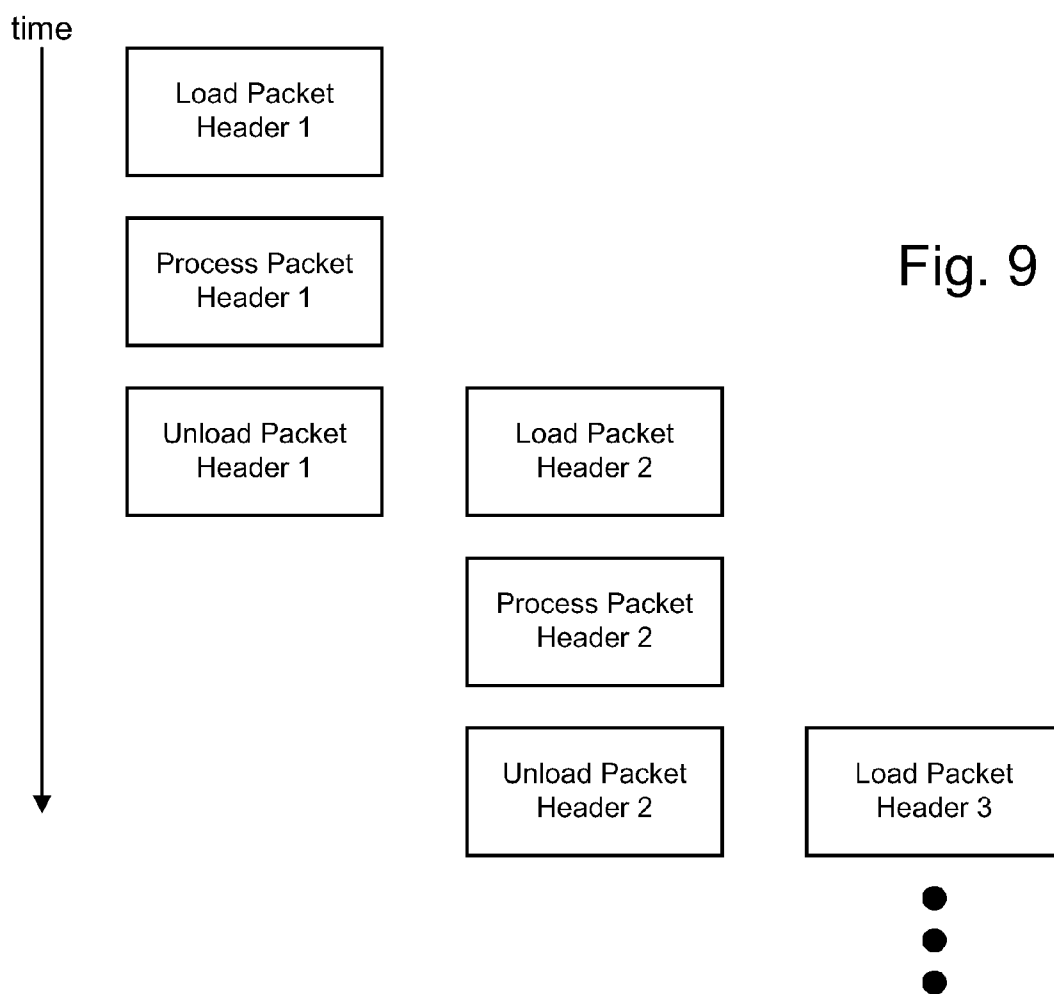 time
Load Packet
Header 1
Process Packet
Header 1
Fig. 9
Unload Packet
Header 1
Load Packet
Header 2
Process Packet
Header 2
Unload Packet
Header 2
Load Packet
Header 3